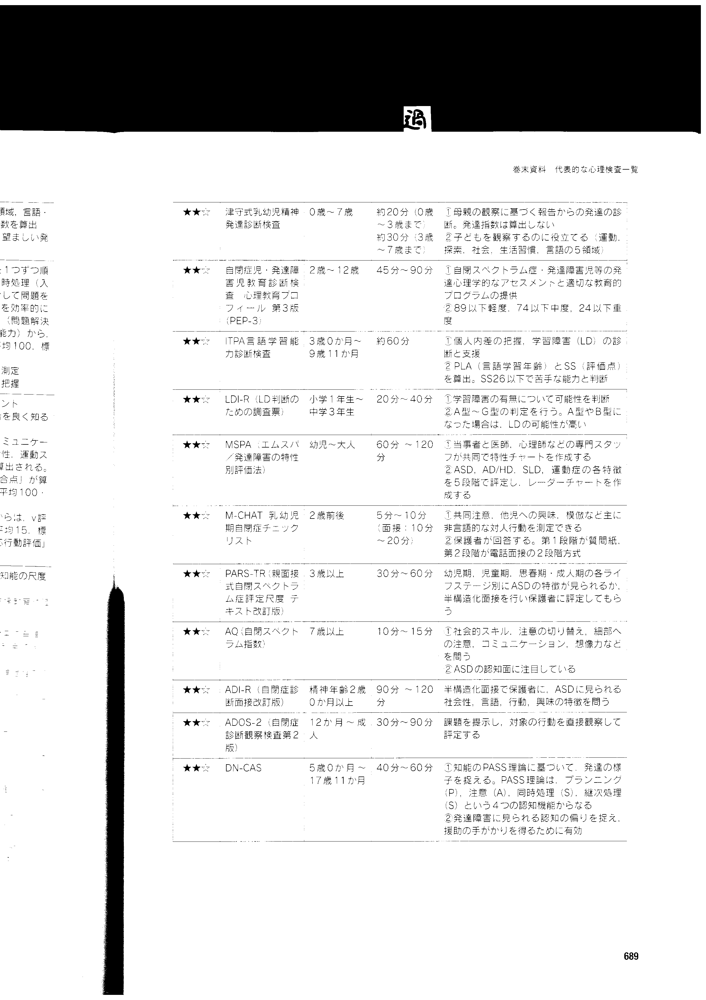 過
巻末資料　代表的な心理検査一覧
領域，言語・
数を算出
望ましい発
1つずつ順
時処理（入
して問題を
を効率的に
（問題解決
能力）から，
平均100，標
測定
把握
ント
を良く知る
ミュニケー
性，運動ス
算出される。
合点」が算
平均100・
らは，v評
平均15，標
応行動評価」
知能の尺度
★★☆ 津守式乳幼児精神 0歳～7歳 約20分（0歳 ①母親の観察に基づく報告からの発達の診
発達診断検査 ～3歳まで） 断。発達指数は算出しない
約30分（3歳 ②子どもを観察するのに役立てる（運動，
～7歳まで） 探索，社会，生活習慣，言語の5領域）
★★☆ 自閉症児・発達障 2歳～12歳 45分～90分 ①自閉スペクトラム症・発達障害児等の発
害児教育診断検 達心理学的なアセスメントと適切な教育的
査　心理教育プロ プログラムの提供
フィール 第3版 ②89以下軽度，74以下中度，24以下重
（PEP-3） 度
★★☆ ITPA言語学習能 3歳0か月～ 約60分 ①個人内差の把握，学習障害（LD）の診
力診断検査 9歳11か月 断と支援
②PLA（言語学習年齢）とSS（評価点）
を算出。SS26以下で苦手な能力と判断
★★☆ LDI-R（LD判断の 小学1年生～ 20分～40分 ①学習障害の有無について可能性を判断
ための調査票） 中学3年生 ②A型～G型の判定を行う。A型やB型に
なった場合は，LDの可能性が高い
★★☆ MSPA（エムスパ 幼児～大人 60分 ～120 ①当事者と医師，心理師などの専門スタッ
／発達障害の特性 分 フが共同で特性チャートを作成する
別評価法） ②ASD，AD/HD，SLD，運動症の各特徴
を5段階で評定し，レーダーチャートを作
成する
★★☆ M-CHAT 乳幼児 2歳前後 5分～10分 ①共同注意，他児への興味，模倣など主に
期自閉症チェック （面接：10分 非言語的な対人行動を測定できる
リスト ～20分） ②保護者が回答する。第1段階が質問紙，
第2段階が電話面接の2段階方式
★★☆ PARS-TR（親面接 3歳以上 30分～60分 幼児期，児童期，思春期・成人期の各ライ
式自閉スペクトラ フステージ別にASDの特徴が見られるか，
ム症評定尺度 テ 半構造化面接を行い保護者に評定してもら
キスト改訂版） う
★★☆ AQ（自閉スペクト 7歳以上 10分～15分 ①社会的スキル，注意の切り替え，細部へ
ラム指数） の注意，コミュニケーション，想像力など
を問う
②ASDの認知面に注目している
★★☆ ADI-R（自閉症診 精神年齢2歳 90分 ～120 半構造化面接で保護者に，ASDに見られる
断面接改訂版） 0か月以上 分 社会性，言語，行動，興味の特徴を問う
★★☆ ADOS-2（自閉症 12か月～成 30分～90分 課題を提示し，対象の行動を直接観察して
診断観察検査第2 人 評定する
版）
★★☆ DN-CAS 5歳0か月～ 40分～60分 ①知能のPASS理論に基づいて，発達の様
17歳11か月 子を捉える。PASS理論は，プランニング
（P），注意（A），同時処理（S），継次処理
（S）という4つの認知機能からなる
②発達障害に見られる認知の偏りを捉え，
援助の手がかりを得るために有効
689